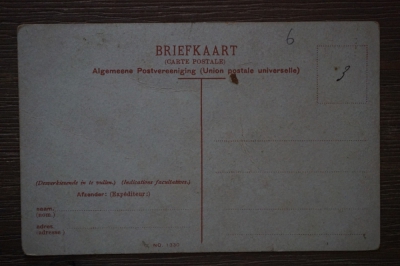 6
BRIEFKAART
(CARTE POSTALE)
Algemeene Postvereeniging (Union postale universelle)
(Desverkiezende in te vullen.) (Indications facultatives.)
Afzender: (Expéditeur:)
naam:
(nom:)
adres:
(adresse:)